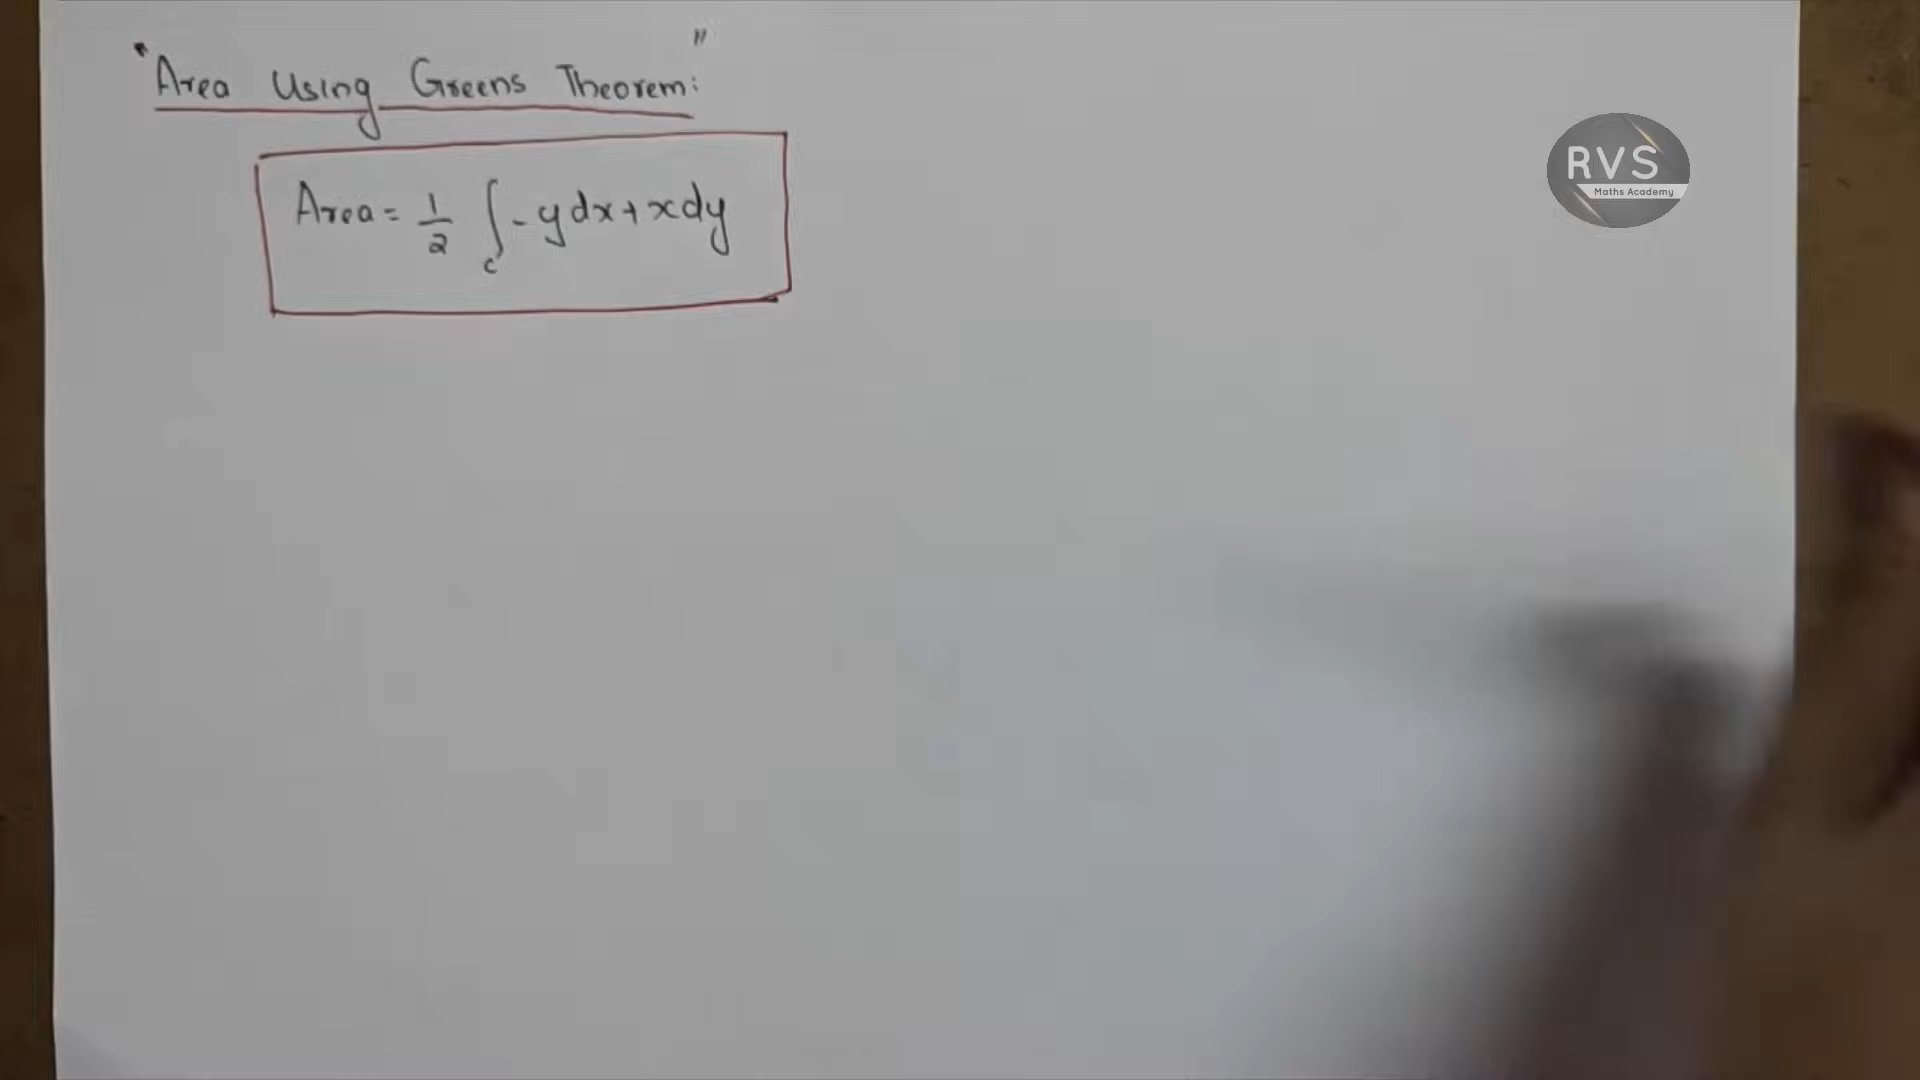 "Area Using Greens Theorem:"
Area = 1/2 ∫c -ydx+xdy
RVS
Maths Academy